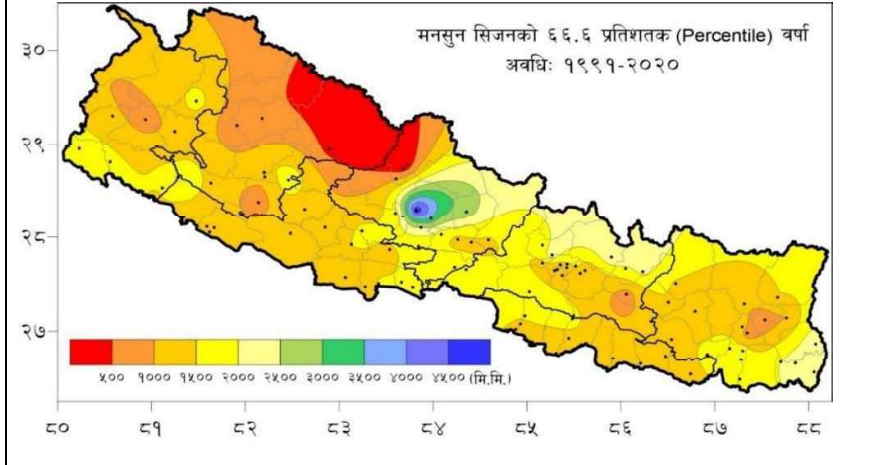 मनसुन सिजनको ६६.६ प्रतिशतक (Percentile) वर्षा
अवधिः १९९१-२०२०
३०
२९
२८
२७
५०० १००० १५०० २००० २५०० ३००० ३५०० ४००० ४५०० (मि.मि.)
८० ८१ ८२ ८३ ८४ ८५ ८६ ८७ ८८